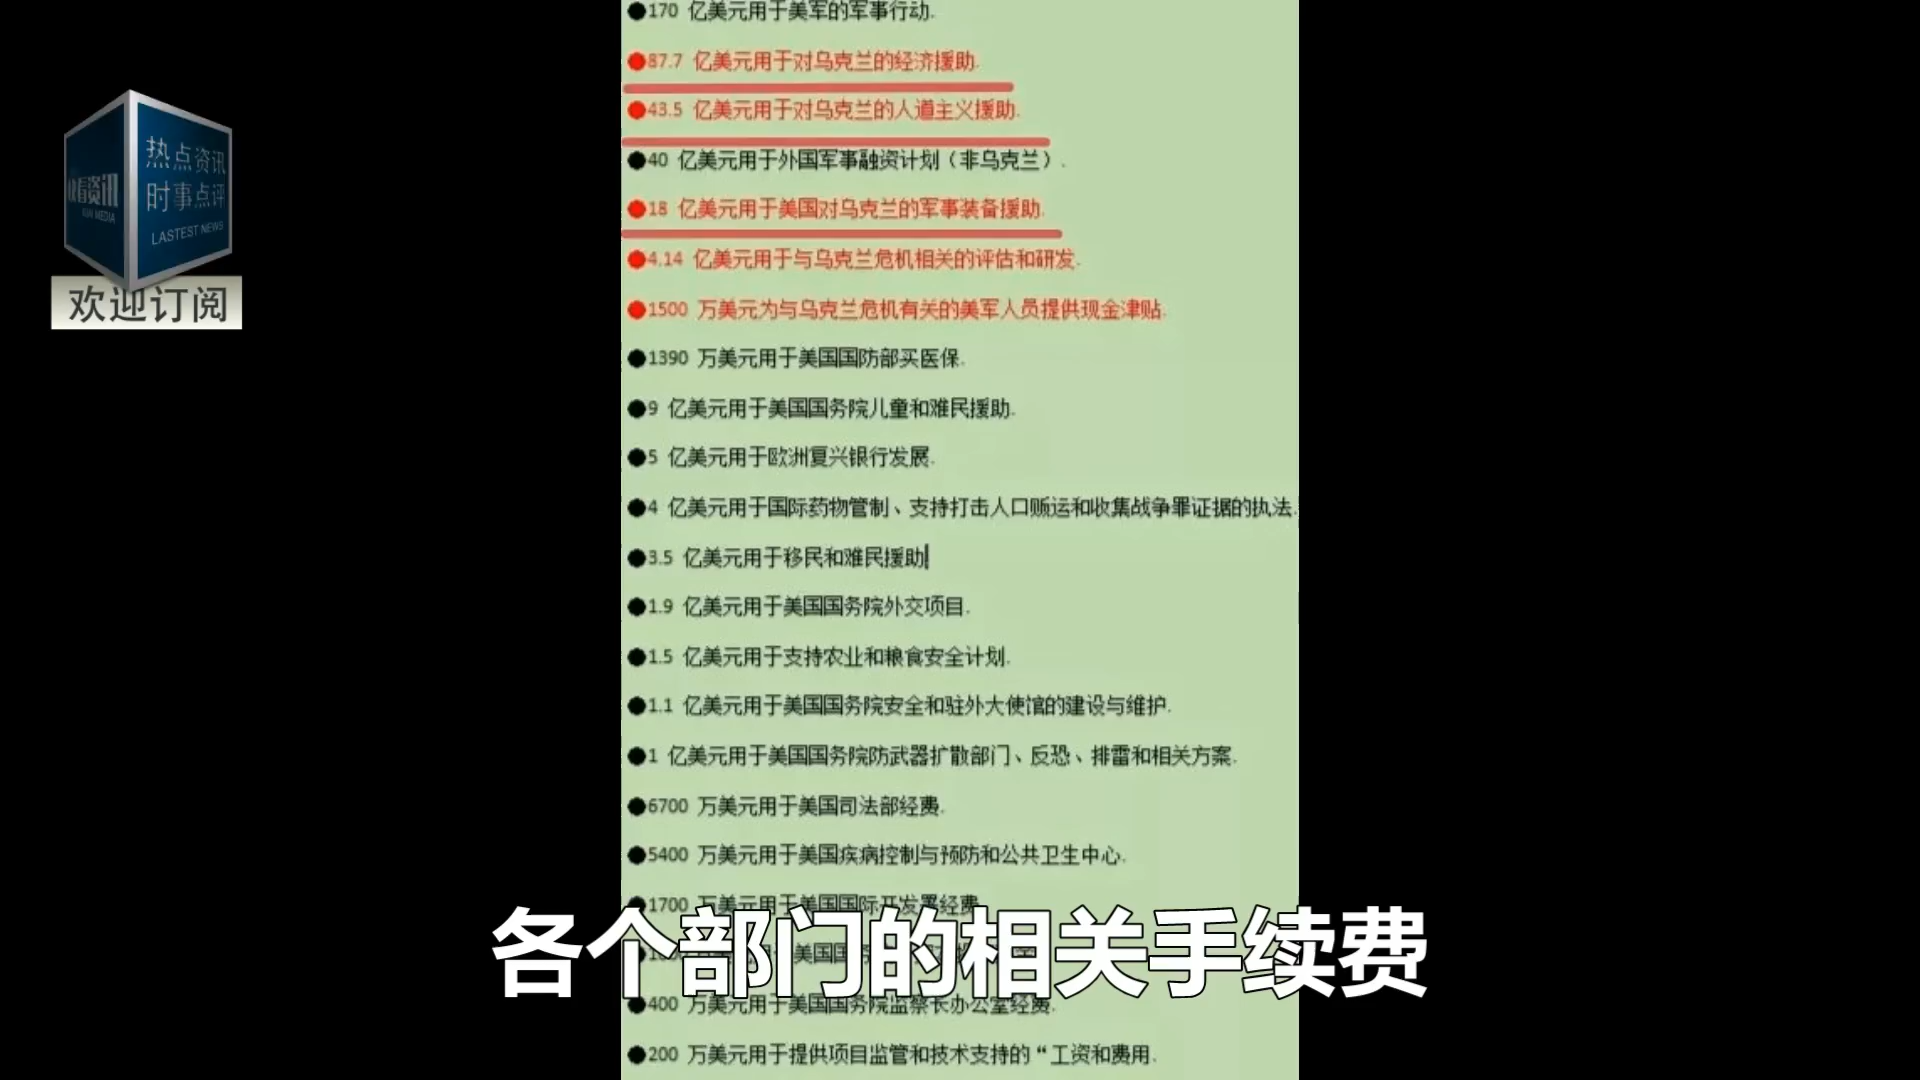 热点资讯
时事点评
看资讯
LASTEST NEWS
欢迎订阅
●170 亿美元用于美军的军事行动.
●87.7 亿美元用于对乌克兰的经济援助.
●43.5 亿美元用于对乌克兰的人道主义援助.
●40 亿美元用于外国军事融资计划（非乌克兰）.
●18 亿美元用于美国对乌克兰的军事装备援助.
●4.14 亿美元用于与乌克兰危机相关的评估和研发.
●1500 万美元为与乌克兰危机有关的美军人员提供现金津贴.
●1390 万美元用于美国国防部买医保.
●9 亿美元用于美国国务院儿童和难民援助.
●5 亿美元用于欧洲复兴银行发展.
●4 亿美元用于国际药物管制、支持打击人口贩运和收集战争罪证据的执法.
●3.5 亿美元用于移民和难民援助
●1.9 亿美元用于美国国务院外交项目.
●1.5 亿美元用于支持农业和粮食安全计划.
●1.1 亿美元用于美国国务院安全和驻外大使馆的建设与维护.
●1 亿美元用于美国国务院防武器扩散部门、反恐、排雷和相关方案.
●6700 万美元用于美国司法部经费.
●5400 万美元用于美国疾病控制与预防和公共卫生中心.
●1700 万美元用于美国国际开发署经费
美国国
●400 万美元用于美国国务院监察长办公室经费.
●200 万美元用于提供项目监管和技术支持的“工资和费用.
各个部门的相关手续费